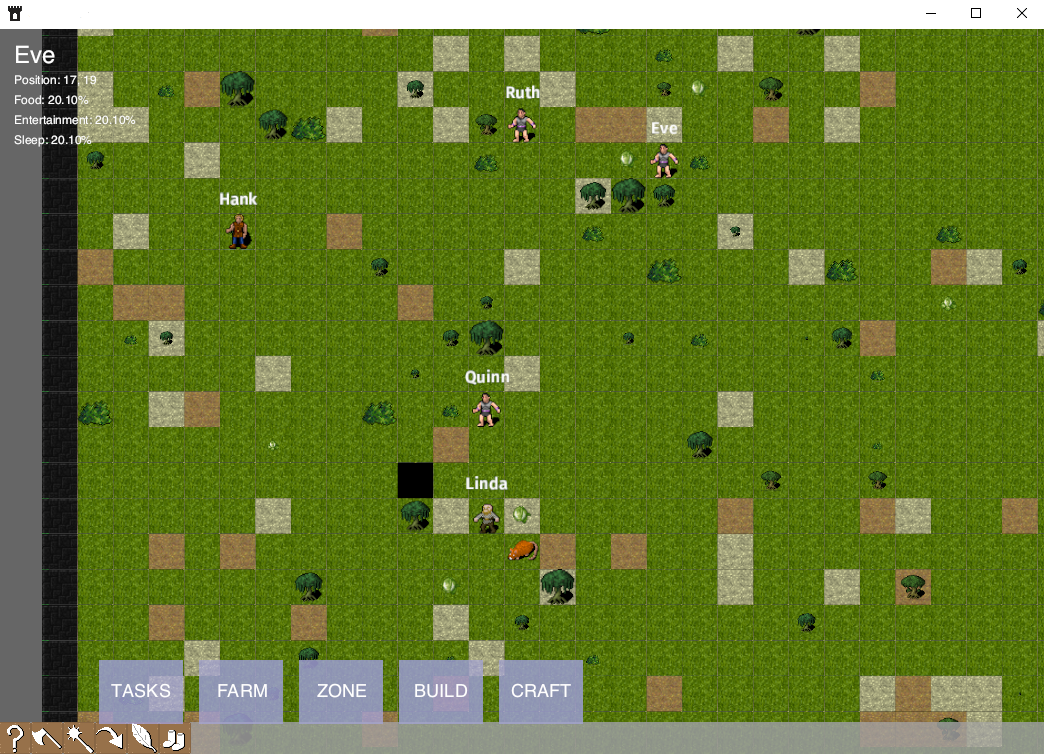 Eve
Position: 17, 19
Food: 20.10%
Entertainment: 20.10%
Sleep: 20.10%
Ruth
Eve
Hank
Quinn
Linda
TASKS
FARM
ZONE
BUILD
CRAFT
?